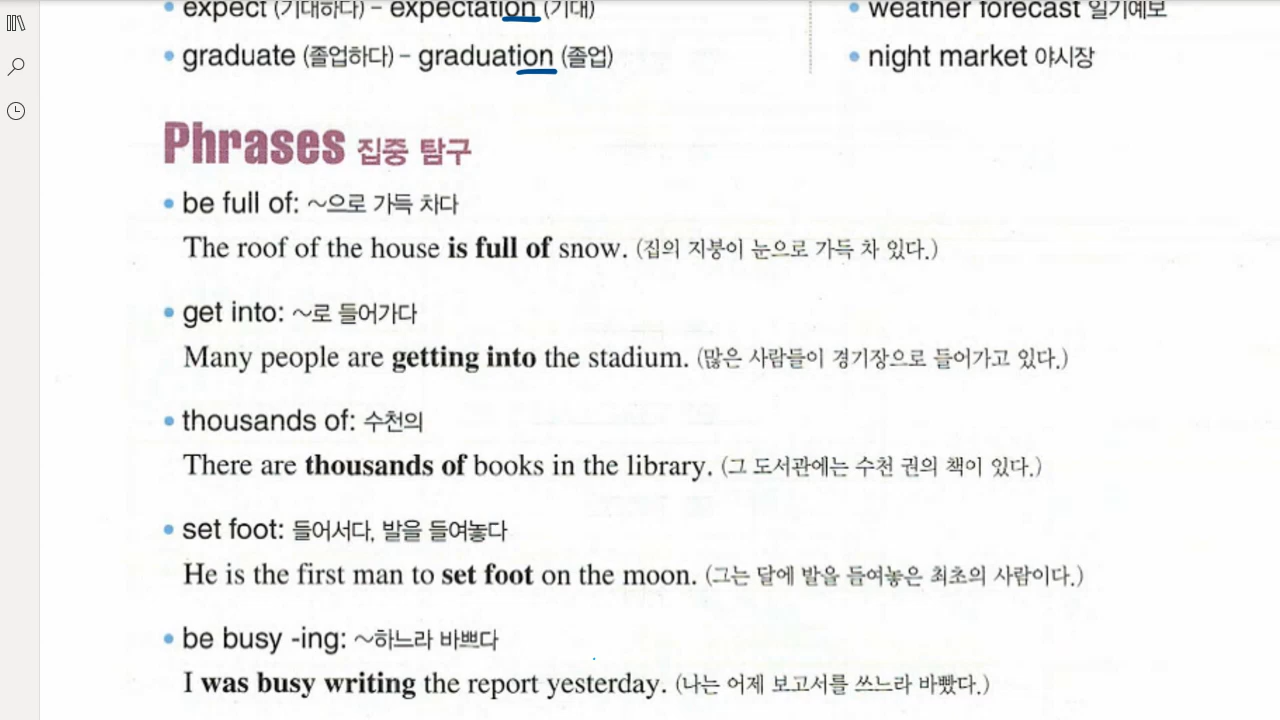 • expect (기대하다) – expectation (기대)
• weather forecast 일기예보
• graduate (졸업하다) – graduation (졸업)
• night market 야시장
Phrases 집중 탐구
• be full of: ～으로 가득 차다
The roof of the house is full of snow. (집의 지붕이 눈으로 가득 차 있다.)
• get into: ～로 들어가다
Many people are getting into the stadium. (많은 사람들이 경기장으로 들어가고 있다.)
• thousands of: 수천의
There are thousands of books in the library. (그 도서관에는 수천 권의 책이 있다.)
• set foot: 들어서다, 발을 들여놓다
He is the first man to set foot on the moon. (그는 달에 발을 들여놓은 최초의 사람이다.)
• be busy -ing: ～하느라 바쁘다
I was busy writing the report yesterday. (나는 어제 보고서를 쓰느라 바빴다.)